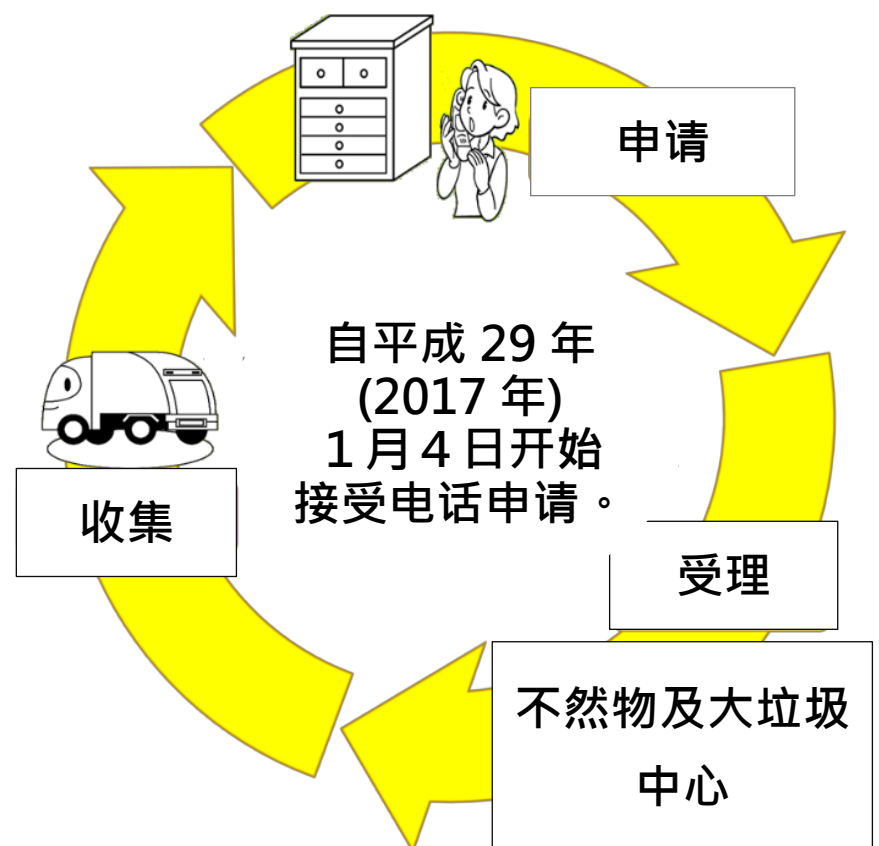 申请
自平成 29 年
(2017 年)
１月４日开始
接受电话申请。
收集
受理
不然物及大垃圾
中心